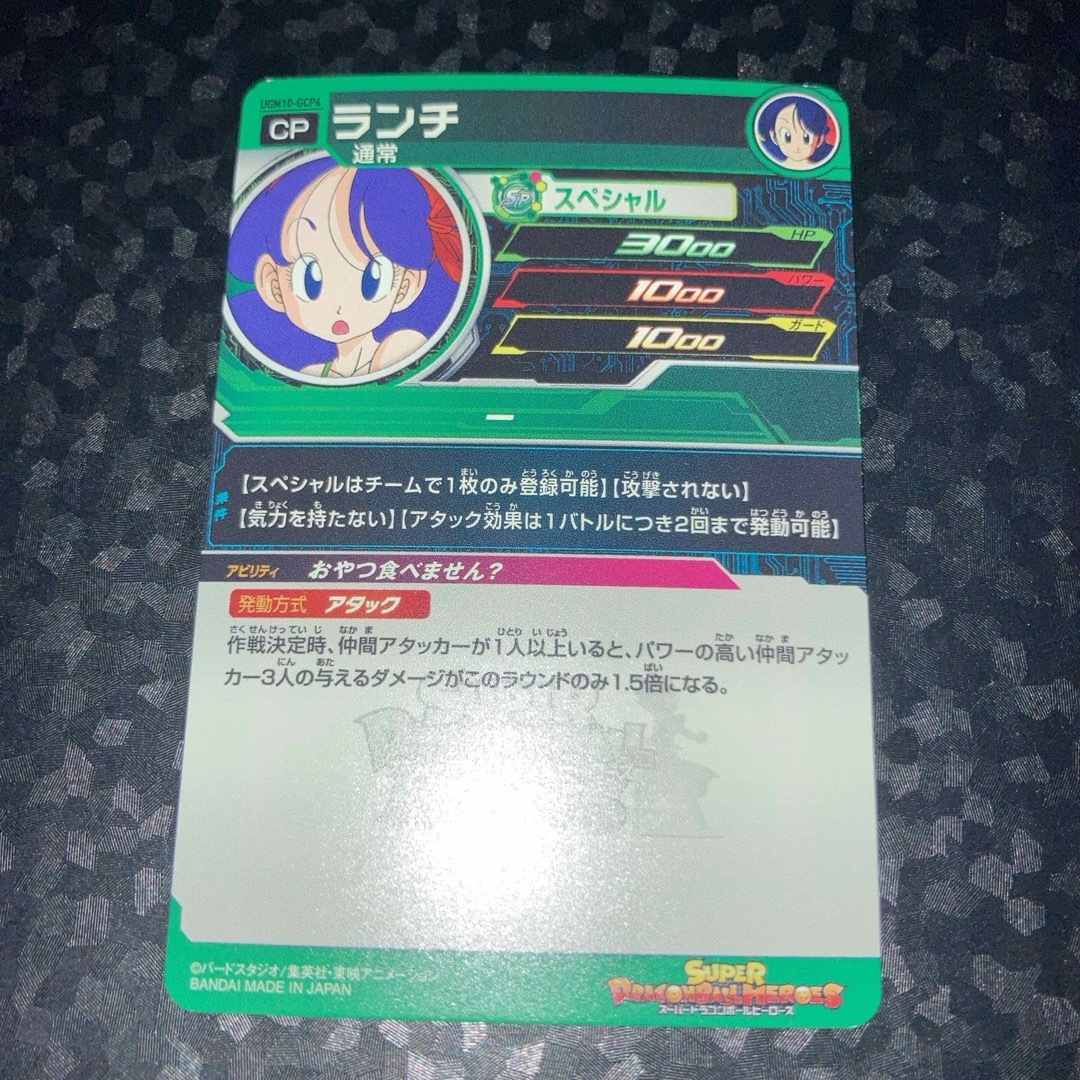 UGM10-GCP4
CP ランチ
通常
SP スペシャル
3000 HP
1000 パワー
1000 ガード
ー
条件
【スペシャルはチームで1枚のみ登録可能】【攻撃されない】
【気力を持たない】【アタック効果は1バトルにつき2回まで発動可能】
アビリティ おやつ食べません?
発動方式 アタック
作戦決定時、仲間アタッカーが1人以上いると、パワーの高い仲間アタッ
カー3人の与えるダメージがこのラウンドのみ1.5倍になる。
©バードスタジオ/集英社・東映アニメーション
BANDAI MADE IN JAPAN
SUPER
DRAGONBALL HEROES
スーパードラゴンボールヒーローズ